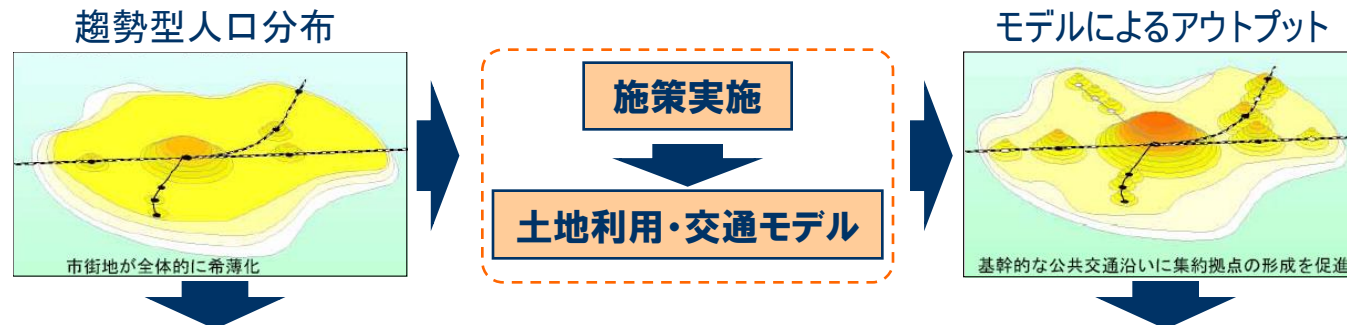 趨勢型人口分布
市街地が全体的に希薄化
施策実施
土地利用・交通モデル
モデルによるアウトプット
基幹的な公共交通沿いに集約拠点の形成を促進